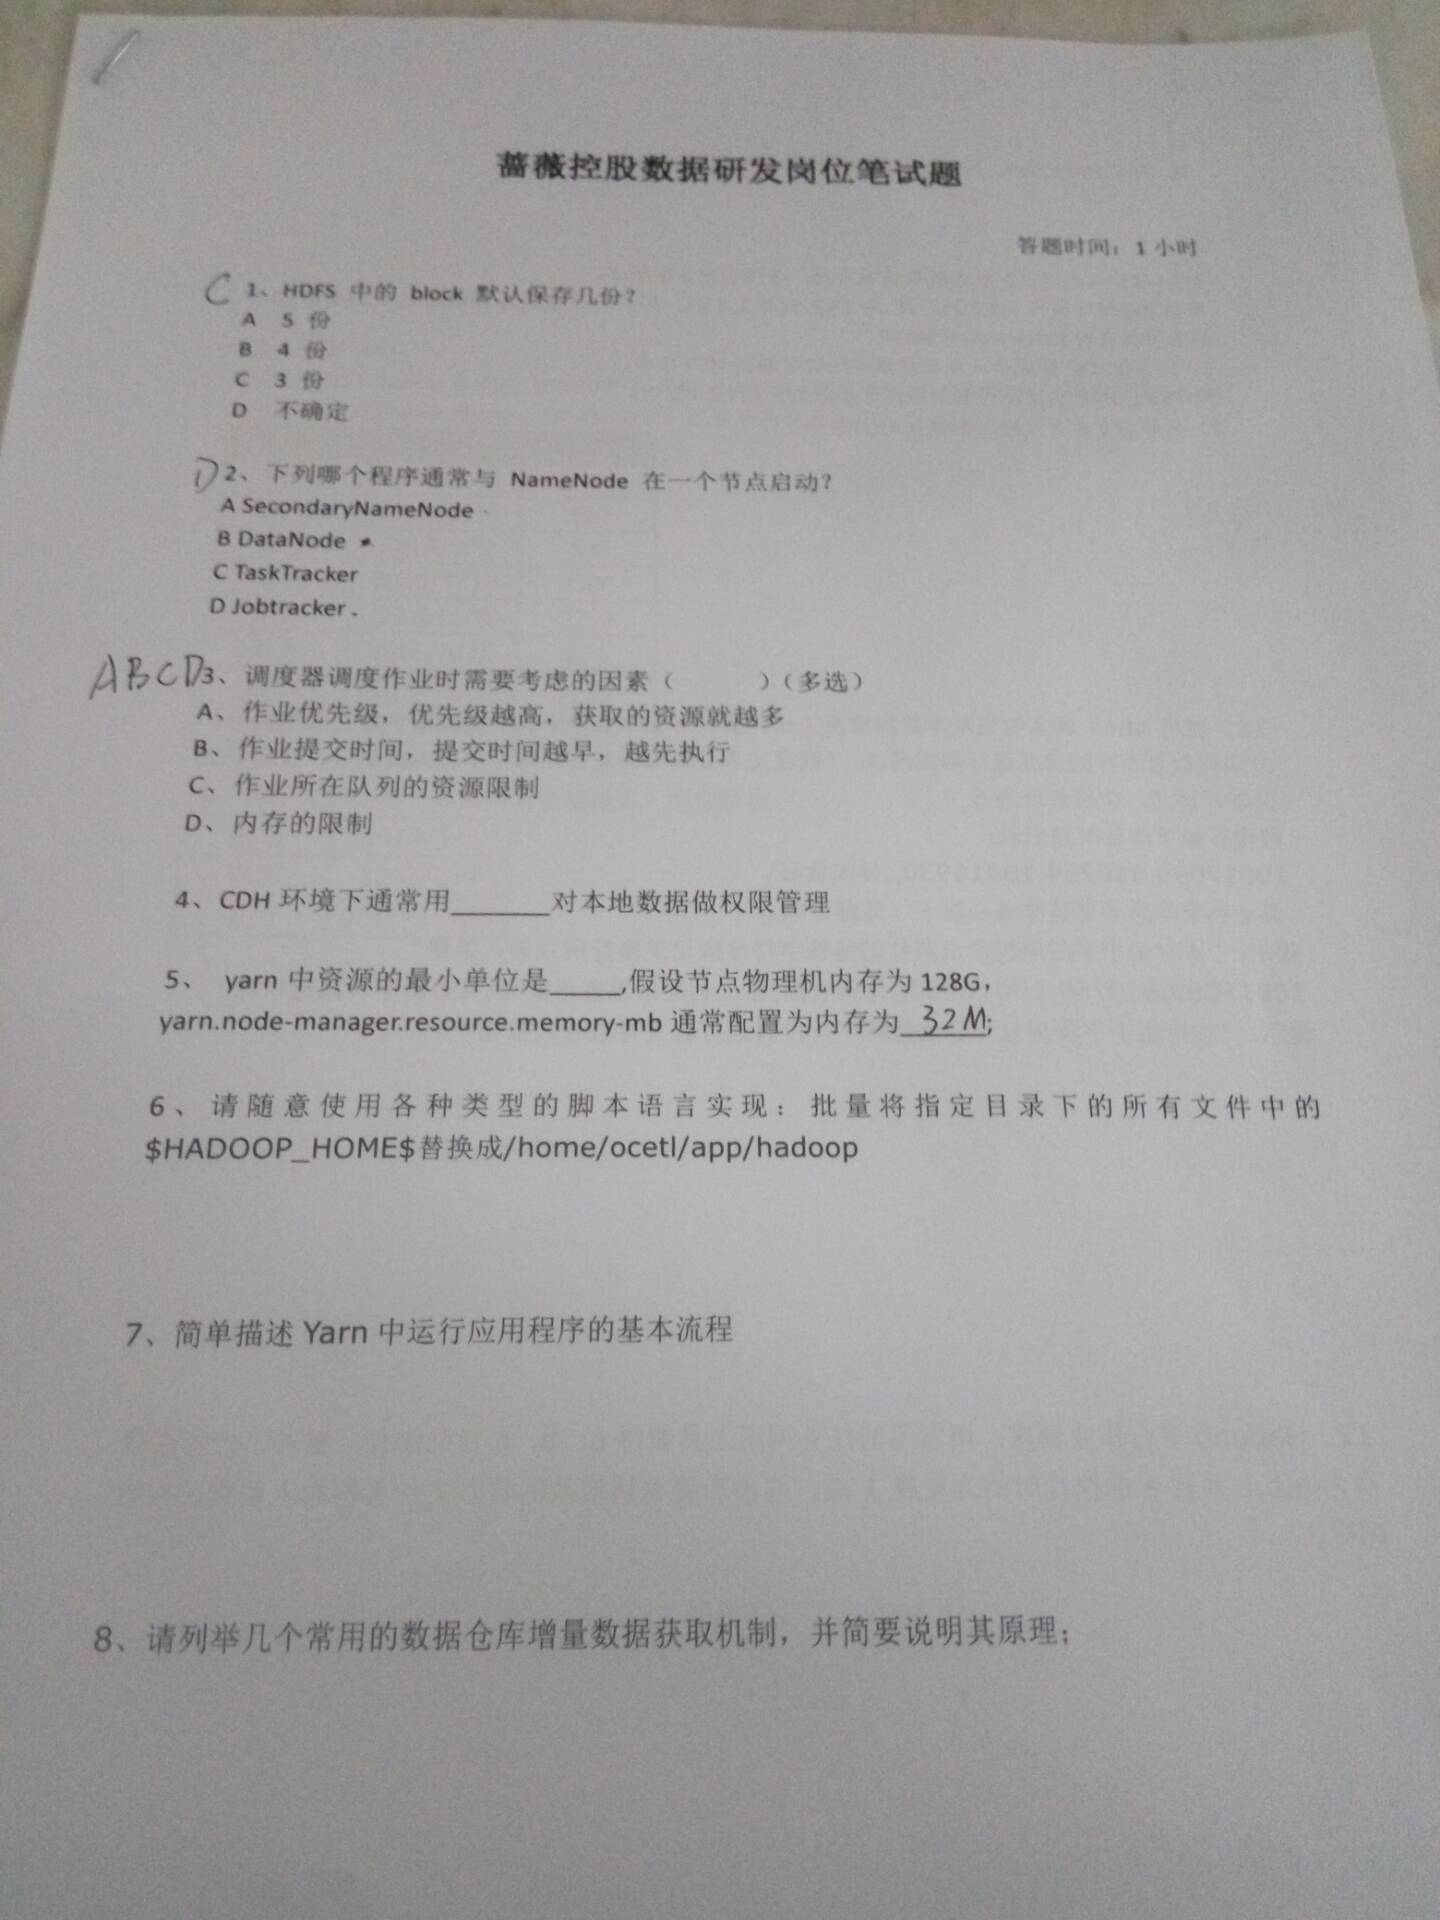 蔷薇控股数据研发岗位笔试题
答题时间：1 小时
C 1、HDFS 中的 block 默认保存几份？
A 5 份
B 4 份
C 3 份
D 不确定
D 2、下列哪个程序通常与 NameNode 在一个节点启动？
A SecondaryNameNode
B DataNode
C TaskTracker
D Jobtracker
ABCD 3、调度器调度作业时需要考虑的因素（ ）（多选）
A、作业优先级，优先级越高，获取的资源就越多
B、作业提交时间，提交时间越早，越先执行
C、作业所在队列的资源限制
D、内存的限制
4、CDH 环境下通常用_______对本地数据做权限管理
5、 yarn 中资源的最小单位是_____,假设节点物理机内存为 128G，
yarn.node-manager.resource.memory-mb 通常配置为内存为 32M;
6、请随意使用各种类型的脚本语言实现：批量将指定目录下的所有文件中的
$HADOOP_HOME$替换成/home/ocetl/app/hadoop
7、简单描述 Yarn 中运行应用程序的基本流程
8、请列举几个常用的数据仓库增量数据获取机制，并简要说明其原理；